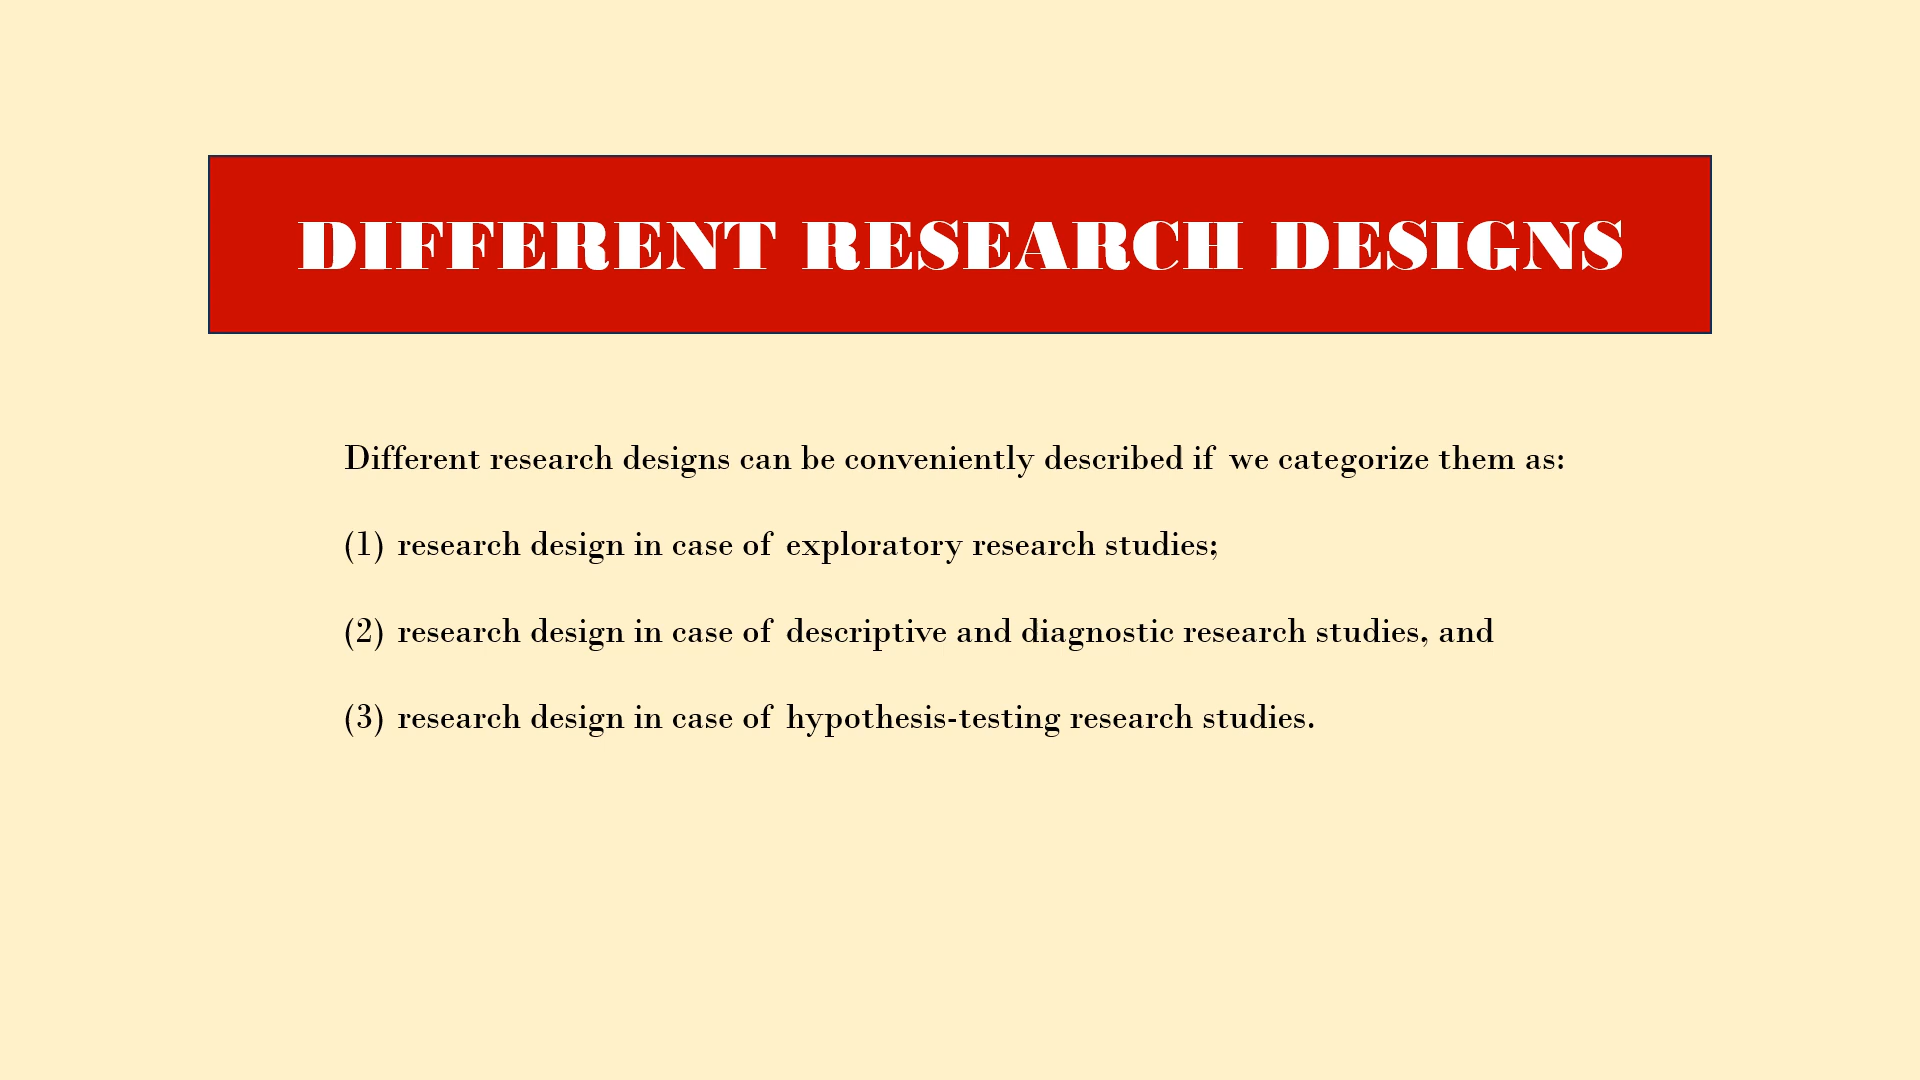 DIFFERENT RESEARCH DESIGNS
Different research designs can be conveniently described if we categorize them as:
(1) research design in case of exploratory research studies;
(2) research design in case of descriptive and diagnostic research studies, and
(3) research design in case of hypothesis-testing research studies.